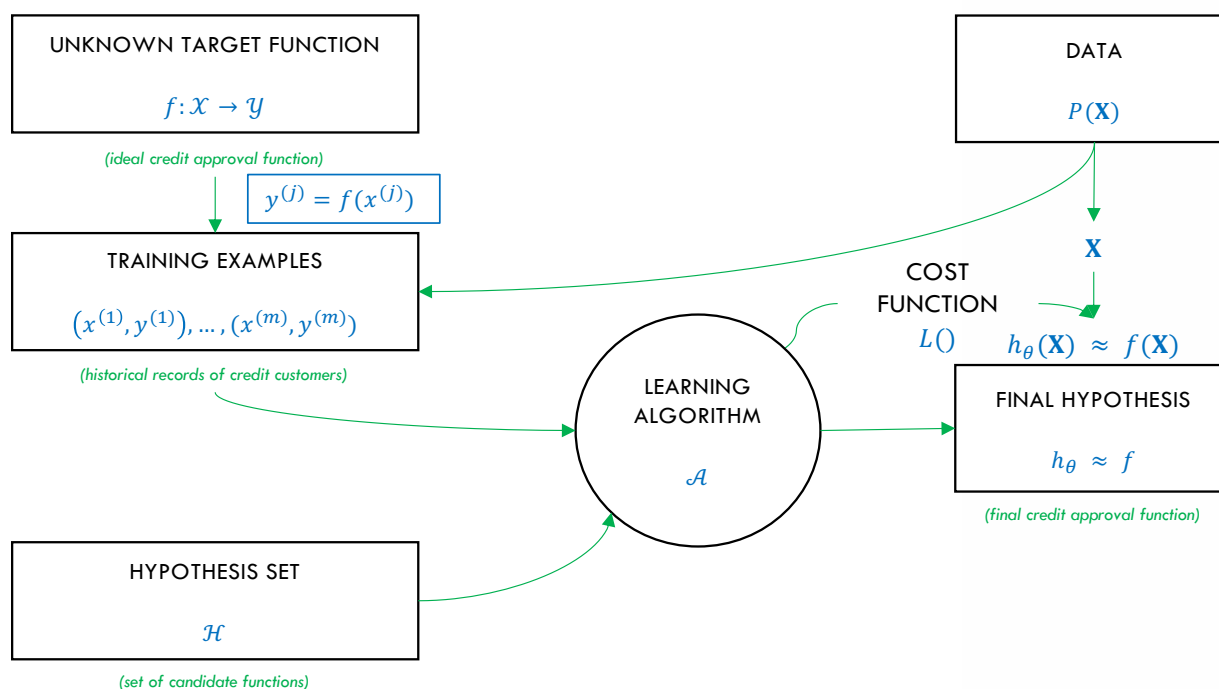 UNKNOWN TARGET FUNCTION
f: 𝒳 → 𝒴
(ideal credit approval function)
y^(j) = f(x^(j))
TRAINING EXAMPLES
(x^(1), y^(1)), … , (x^(m), y^(m))
(historical records of credit customers)
HYPOTHESIS SET
ℋ
(set of candidate functions)
LEARNING
ALGORITHM
𝒜
COST
FUNCTION
L()
DATA
P(𝐗)
𝐗
h_θ(𝐗) ≈ f(𝐗)
FINAL HYPOTHESIS
h_θ ≈ f
(final credit approval function)